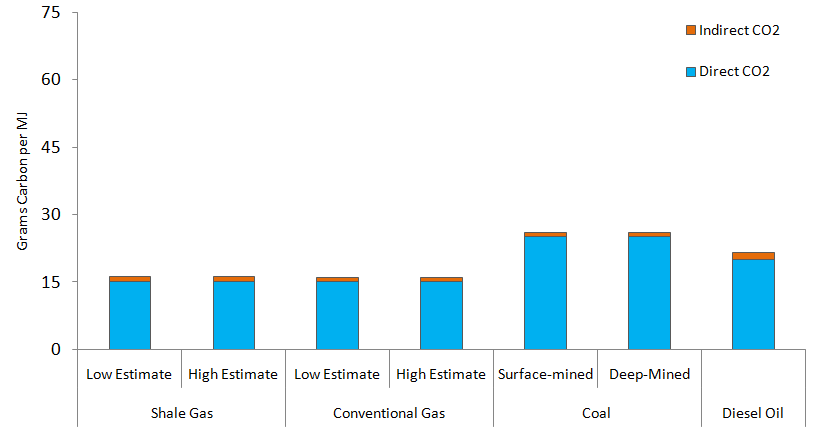 75
60
45
30
15
0
Grams Carbon per MJ
Indirect CO2
Direct CO2
Low Estimate High Estimate Low Estimate High Estimate Surface-mined Deep-Mined
Shale Gas Conventional Gas Coal Diesel Oil